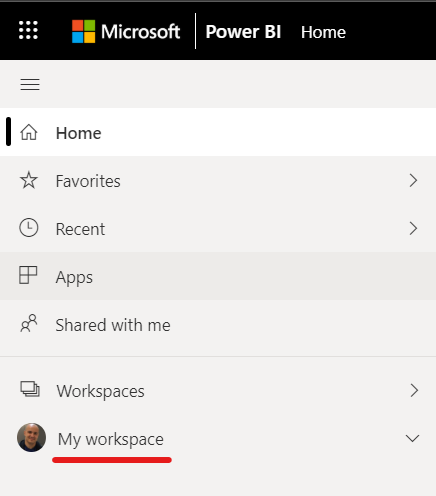 Microsoft Power BI Home
Home
Favorites
Recent
Apps
Shared with me
Workspaces
My workspace